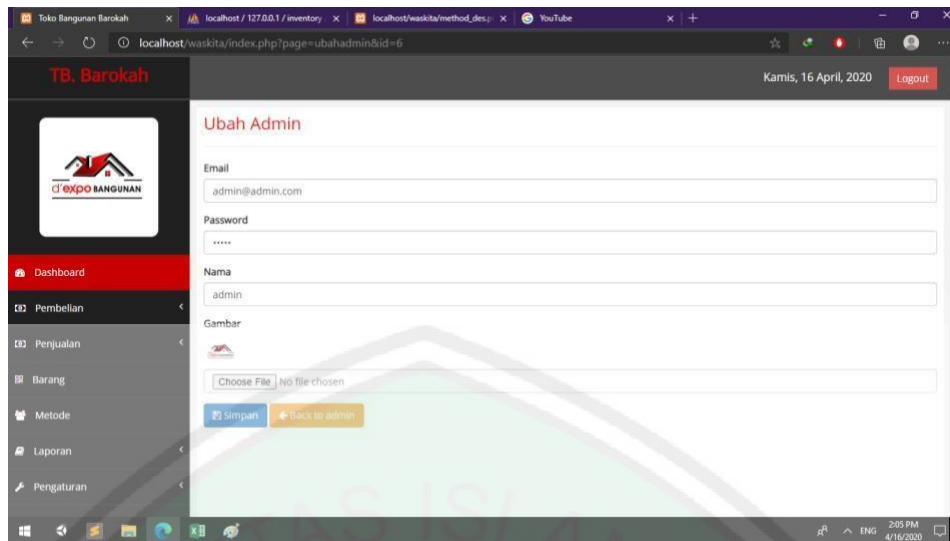 Toko Bangunan Barokah
localhost / 127.0.0.1 / inventory
localhost/waskita/method_des.p
YouTube
localhost/waskita/index.php?page=ubahadmin&id=6
TB. Barokah
Kamis, 16 April, 2020
Logout
d'expo BANGUNAN
Dashboard
Pembelian
Penjualan
Barang
Metode
Laporan
Pengaturan
Ubah Admin
Email
admin@admin.com
Password
•••••
Nama
admin
Gambar
Choose File No file chosen
Simpan
Back to admin
AS ISLA
ENG
2:05 PM
4/16/2020